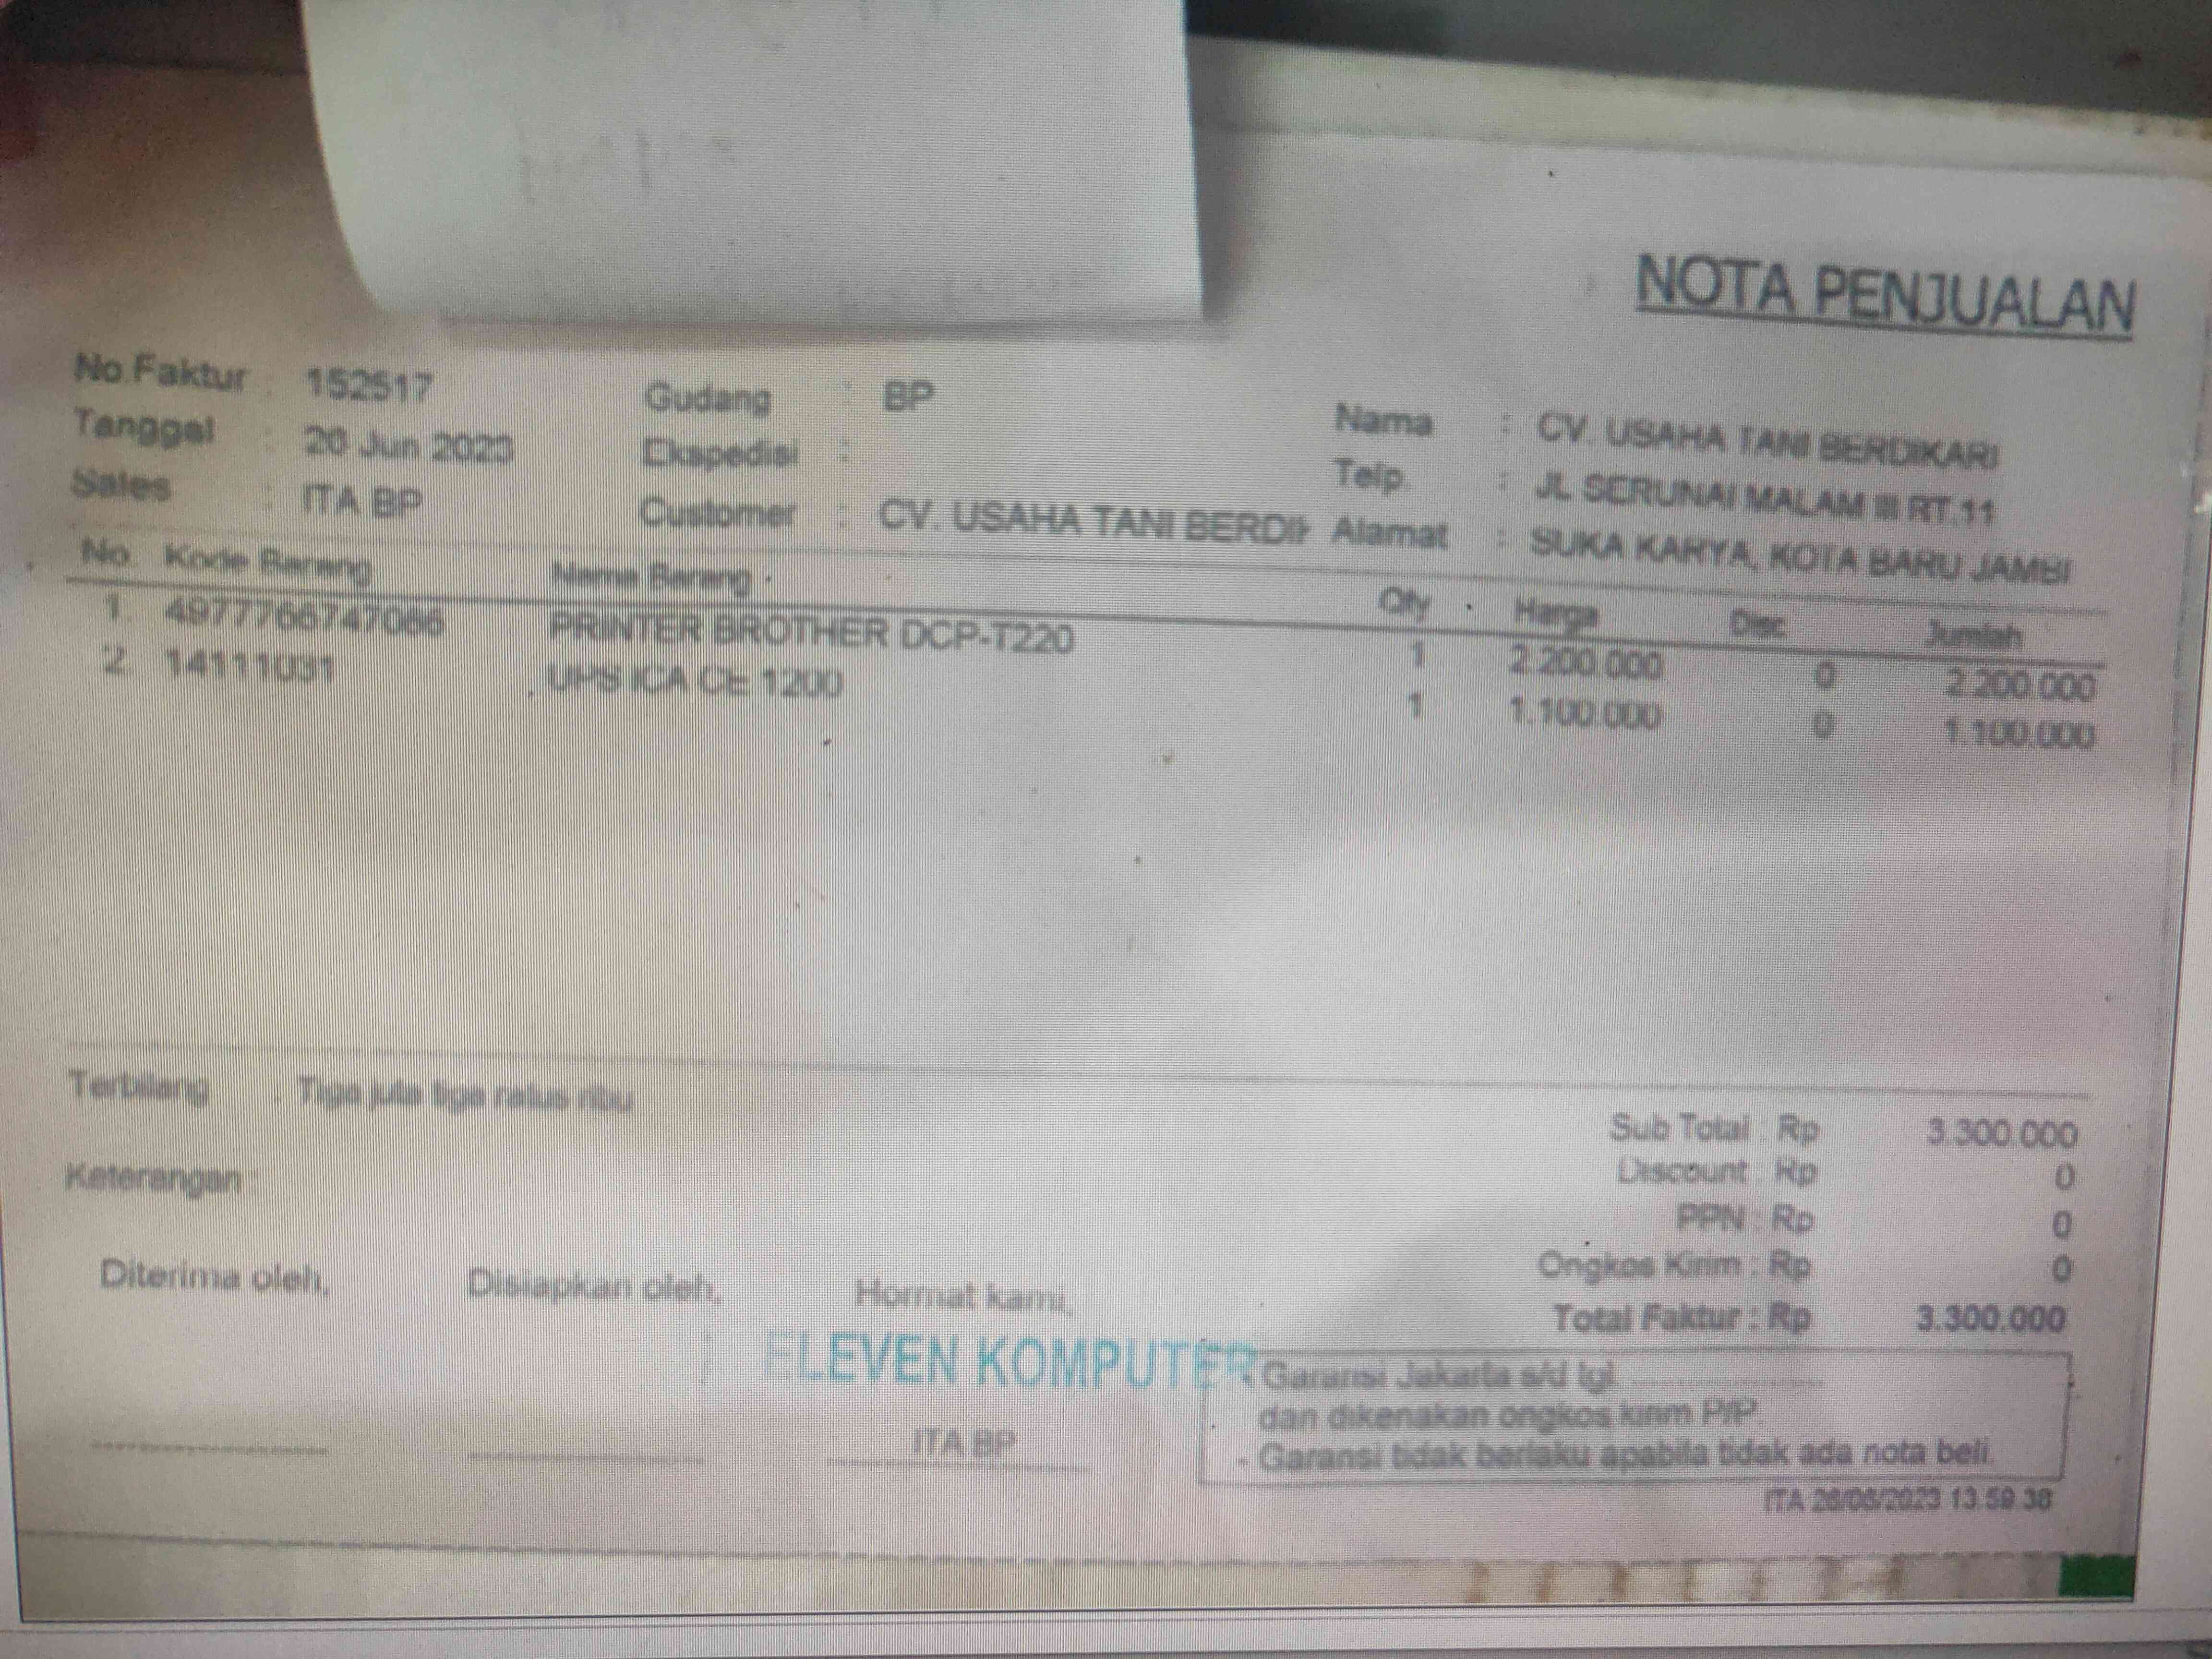 NOTA PENJUALAN
No.Faktur : 152517
Tanggal : Jun 2023
Sales : ITA BP
Gudang : BP
Ekspedisi :
Customer : CV. USAHA TANI
Nama : CV. USAHA TANI BERDIKARI
Telp. : JL SERUNAI MALAM III RT.11
Alamat : SUKA KARYA, KOTA BARU JAMBI
No. Kode Barang Nama Barang Qty Harga Disc Jumlah
1. 4977766747086 PRINTER BROTHER DCP-T220 1 2.200.000 0 2.200.000
2. 14111031 UPS ICA CE 1200 1 1.100.000 0 1.100.000
Terbilang : Tiga juta tiga ratus ribu
Keterangan :
Sub Total : Rp 3.300.000
Discount : Rp 0
PPN : Rp 0
Ongkos Kirim : Rp 0
Total Faktur : Rp 3.300.000
Diterima oleh, Disiapkan oleh, Hormat kami,
ELEVEN KOMPUTER
ITA BP
- Garansi Jakarta s/d tgl
dan dikenakan ongkos kirim P/P.
- Garansi tidak berlaku apabila tidak ada nota beli.
ITA 13:59:38